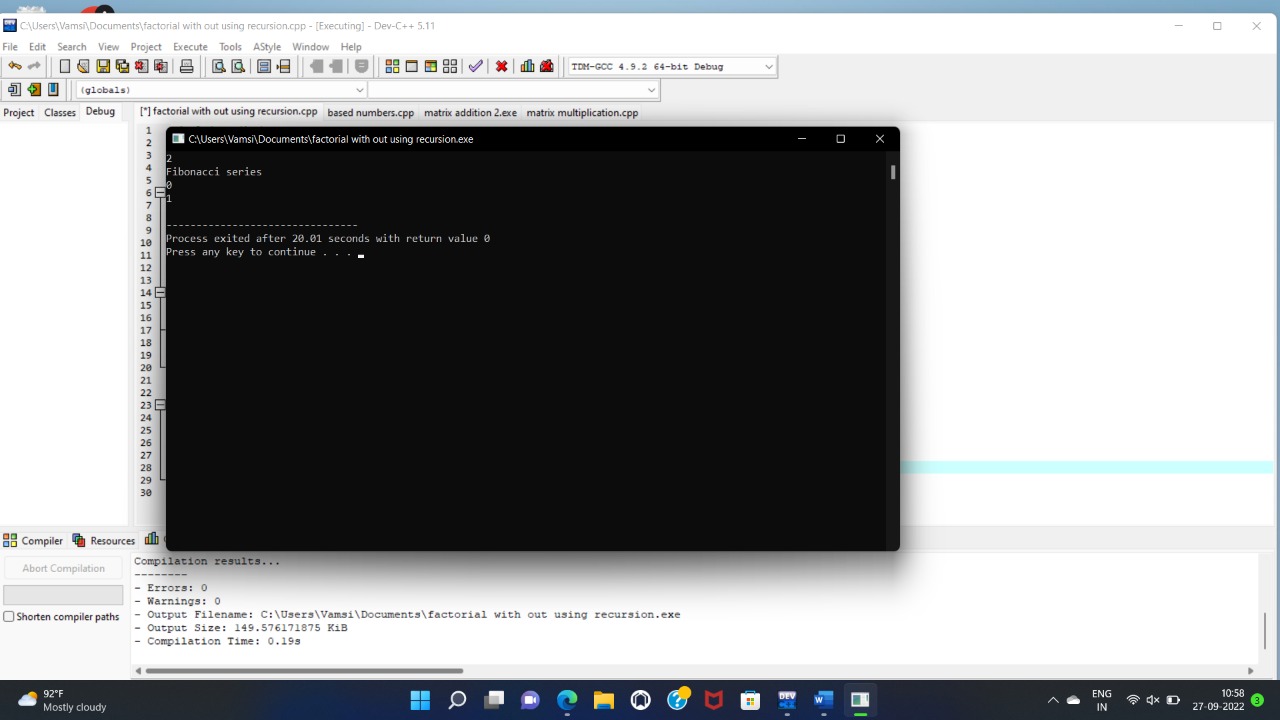 C:\Users\Vamsi\Documents\factorial with out using recursion.cpp - [Executing] - Dev-C++ 5.11
File Edit Search View Project Execute Tools AStyle Window Help
TDM-GCC 4.9.2 64-bit Debug
(globals)
Project Classes Debug
[*] factorial with out using recursion.cpp based numbers.cpp matrix addition 2.exe matrix multiplication.cpp
1
2
3
4
5
6
7
8
9
10
11
12
13
14
15
16
17
18
19
20
21
22
23
24
25
26
27
28
29
30
C:\Users\Vamsi\Documents\factorial with out using recursion.exe
2
Fibonacci series
0
1
--------------------------------
Process exited after 20.01 seconds with return value 0
Press any key to continue . . .
Compiler Resources
Abort Compilation
Shorten compiler paths
Compilation results...
--------
- Errors: 0
- Warnings: 0
- Output Filename: C:\Users\Vamsi\Documents\factorial with out using recursion.exe
- Output Size: 149.576171875 KiB
- Compilation Time: 0.19s
92°F
Mostly cloudy
DEV
ENG
IN
10:58
27-09-2022
3